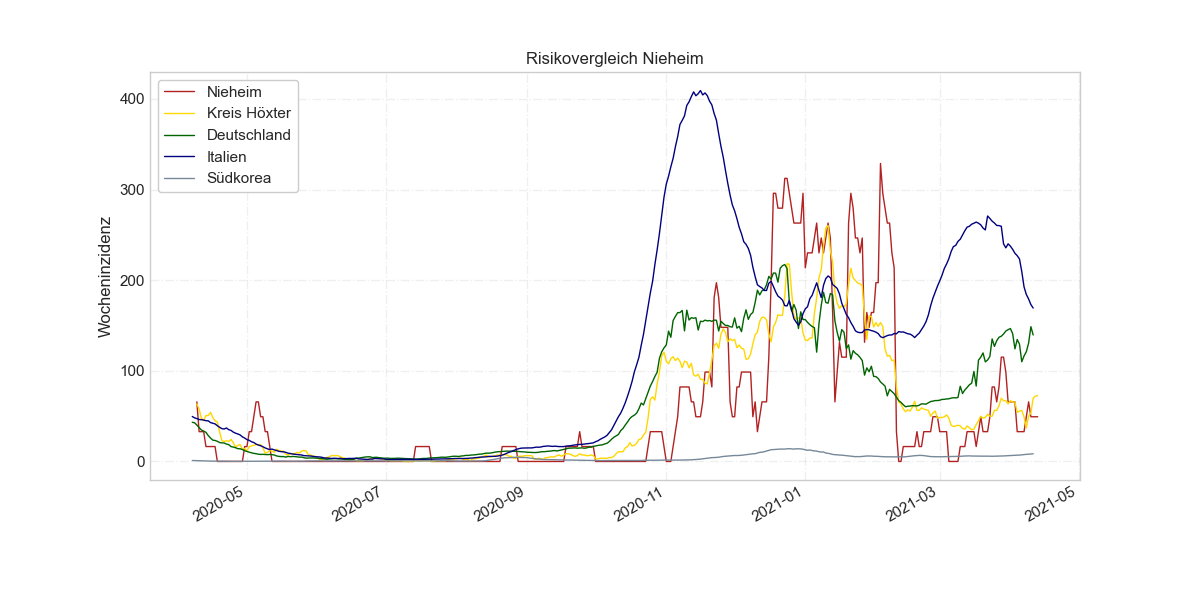 Risikovergleich Nieheim
Nieheim
Kreis Höxter
Deutschland
Italien
Südkorea
Wocheninzidenz
400
300
200
100
0
2020-05
2020-07
2020-09
2020-11
2021-01
2021-03
2021-05